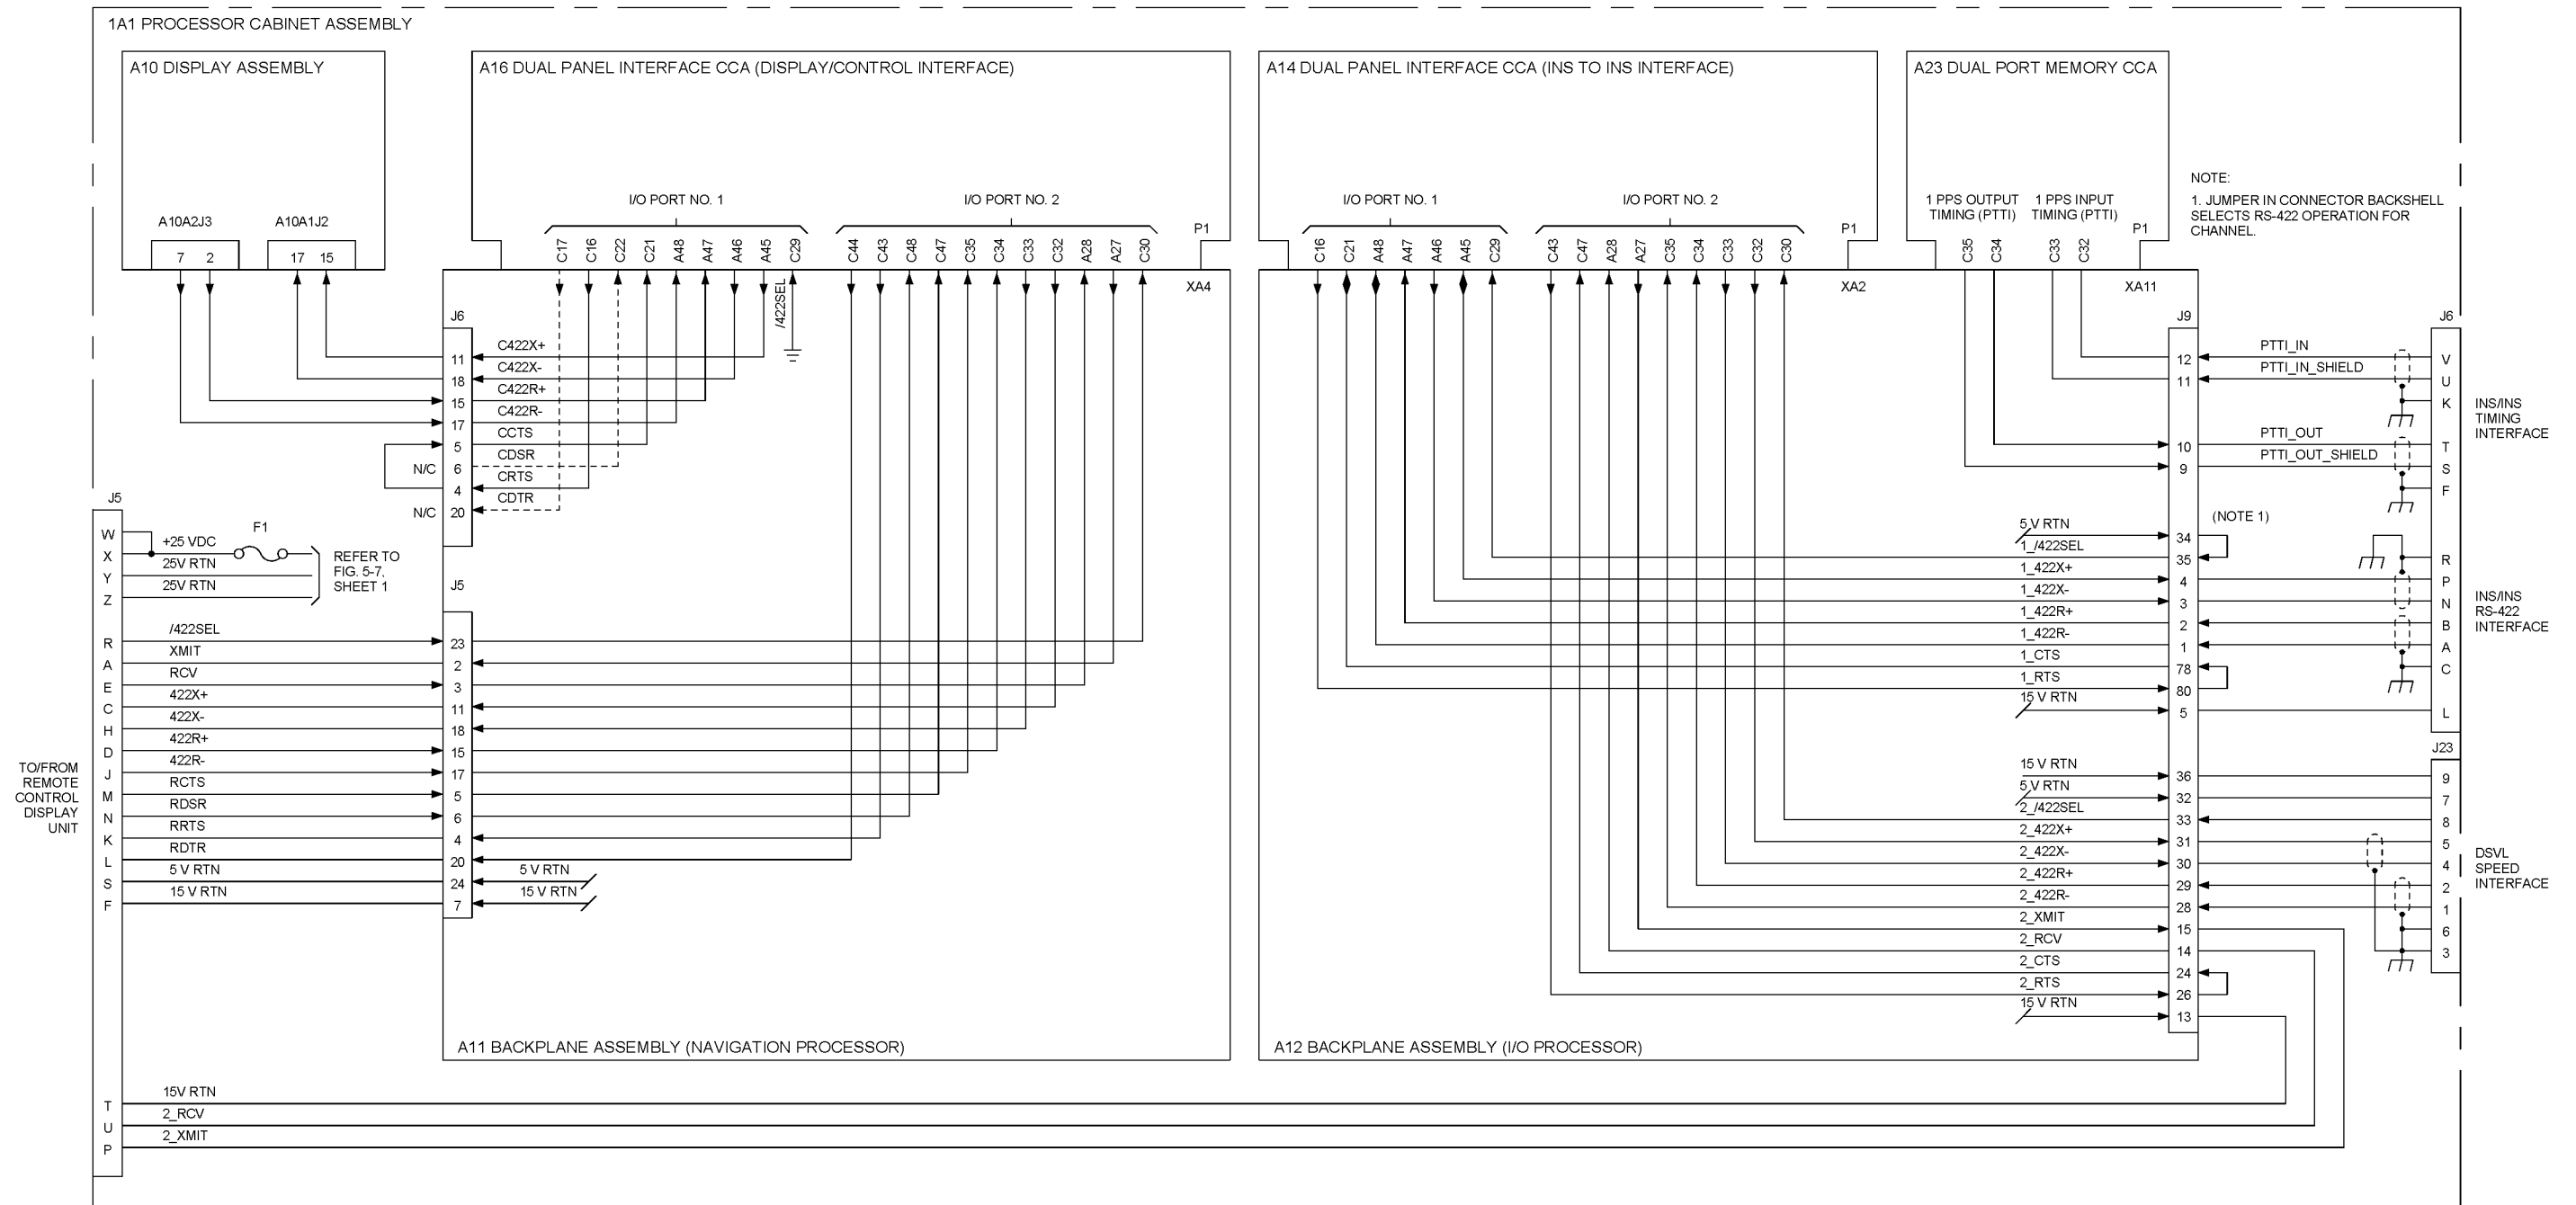 1A1 PROCESSOR CABINET ASSEMBLY
A10 DISPLAY ASSEMBLY
A10A2J3
A10A1J2
7 2
17 15
A16 DUAL PANEL INTERFACE CCA (DISPLAY/CONTROL INTERFACE)
I/O PORT NO. 1
I/O PORT NO. 2
P1
C17 C16 C22 C21 A48 A47 A46 A45 C29
C44 C43 C48 C47 C35 C34 C33 C32 A28 A27 C30
XA4
/422SEL
J6
C422X+
11
C422X-
18
C422R+
15
C422R-
17
CCTS
5
CDSR
N/C 6
CRTS
4
CDTR
N/C 20
J5
W
X
Y
Z
+25 VDC
F1
25V RTN
25V RTN
REFER TO
FIG. 5-7,
SHEET 1
J5
R /422SEL 23
A XMIT 2
E RCV 3
C 422X+ 11
H 422X- 18
D 422R+ 15
J 422R- 17
M RCTS 5
N RDSR 6
K RRTS 4
L RDTR 20
S 5 V RTN 24 5 V RTN
F 15 V RTN 7 15 V RTN
TO/FROM
REMOTE
CONTROL
DISPLAY
UNIT
A11 BACKPLANE ASSEMBLY (NAVIGATION PROCESSOR)
T 15V RTN
U 2_RCV
P 2_XMIT
A14 DUAL PANEL INTERFACE CCA (INS TO INS INTERFACE)
I/O PORT NO. 1
I/O PORT NO. 2
P1
C16 C21 A48 A47 A46 A45 C29
C43 C47 A28 A27 C35 C34 C33 C32 C30
XA2
A23 DUAL PORT MEMORY CCA
1 PPS OUTPUT
TIMING (PTTI)
1 PPS INPUT
TIMING (PTTI)
P1
C35 C34
C33 C32
XA11
NOTE:
1. JUMPER IN CONNECTOR BACKSHELL
SELECTS RS-422 OPERATION FOR
CHANNEL.
J9
J6
12 PTTI_IN V
11 PTTI_IN_SHIELD U
K
10 PTTI_OUT T
9 PTTI_OUT_SHIELD S
F
INS/INS
TIMING
INTERFACE
(NOTE 1)
5 V RTN 34
1_/422SEL 35 R
1_422X+ 4 P
1_422X- 3 N
1_422R+ 2 B
1_422R- 1 A
1_CTS 78 C
1_RTS 80
15 V RTN 5 L
INS/INS
RS-422
INTERFACE
J23
15 V RTN 36 9
5 V RTN 32 7
2_/422SEL 33 8
2_422X+ 31 5
2_422X- 30 4
2_422R+ 29 2
2_422R- 28 1
2_XMIT 15 6
2_RCV 14 3
2_CTS 24
2_RTS 26
15 V RTN 13
DSVL
SPEED
INTERFACE
A12 BACKPLANE ASSEMBLY (I/O PROCESSOR)